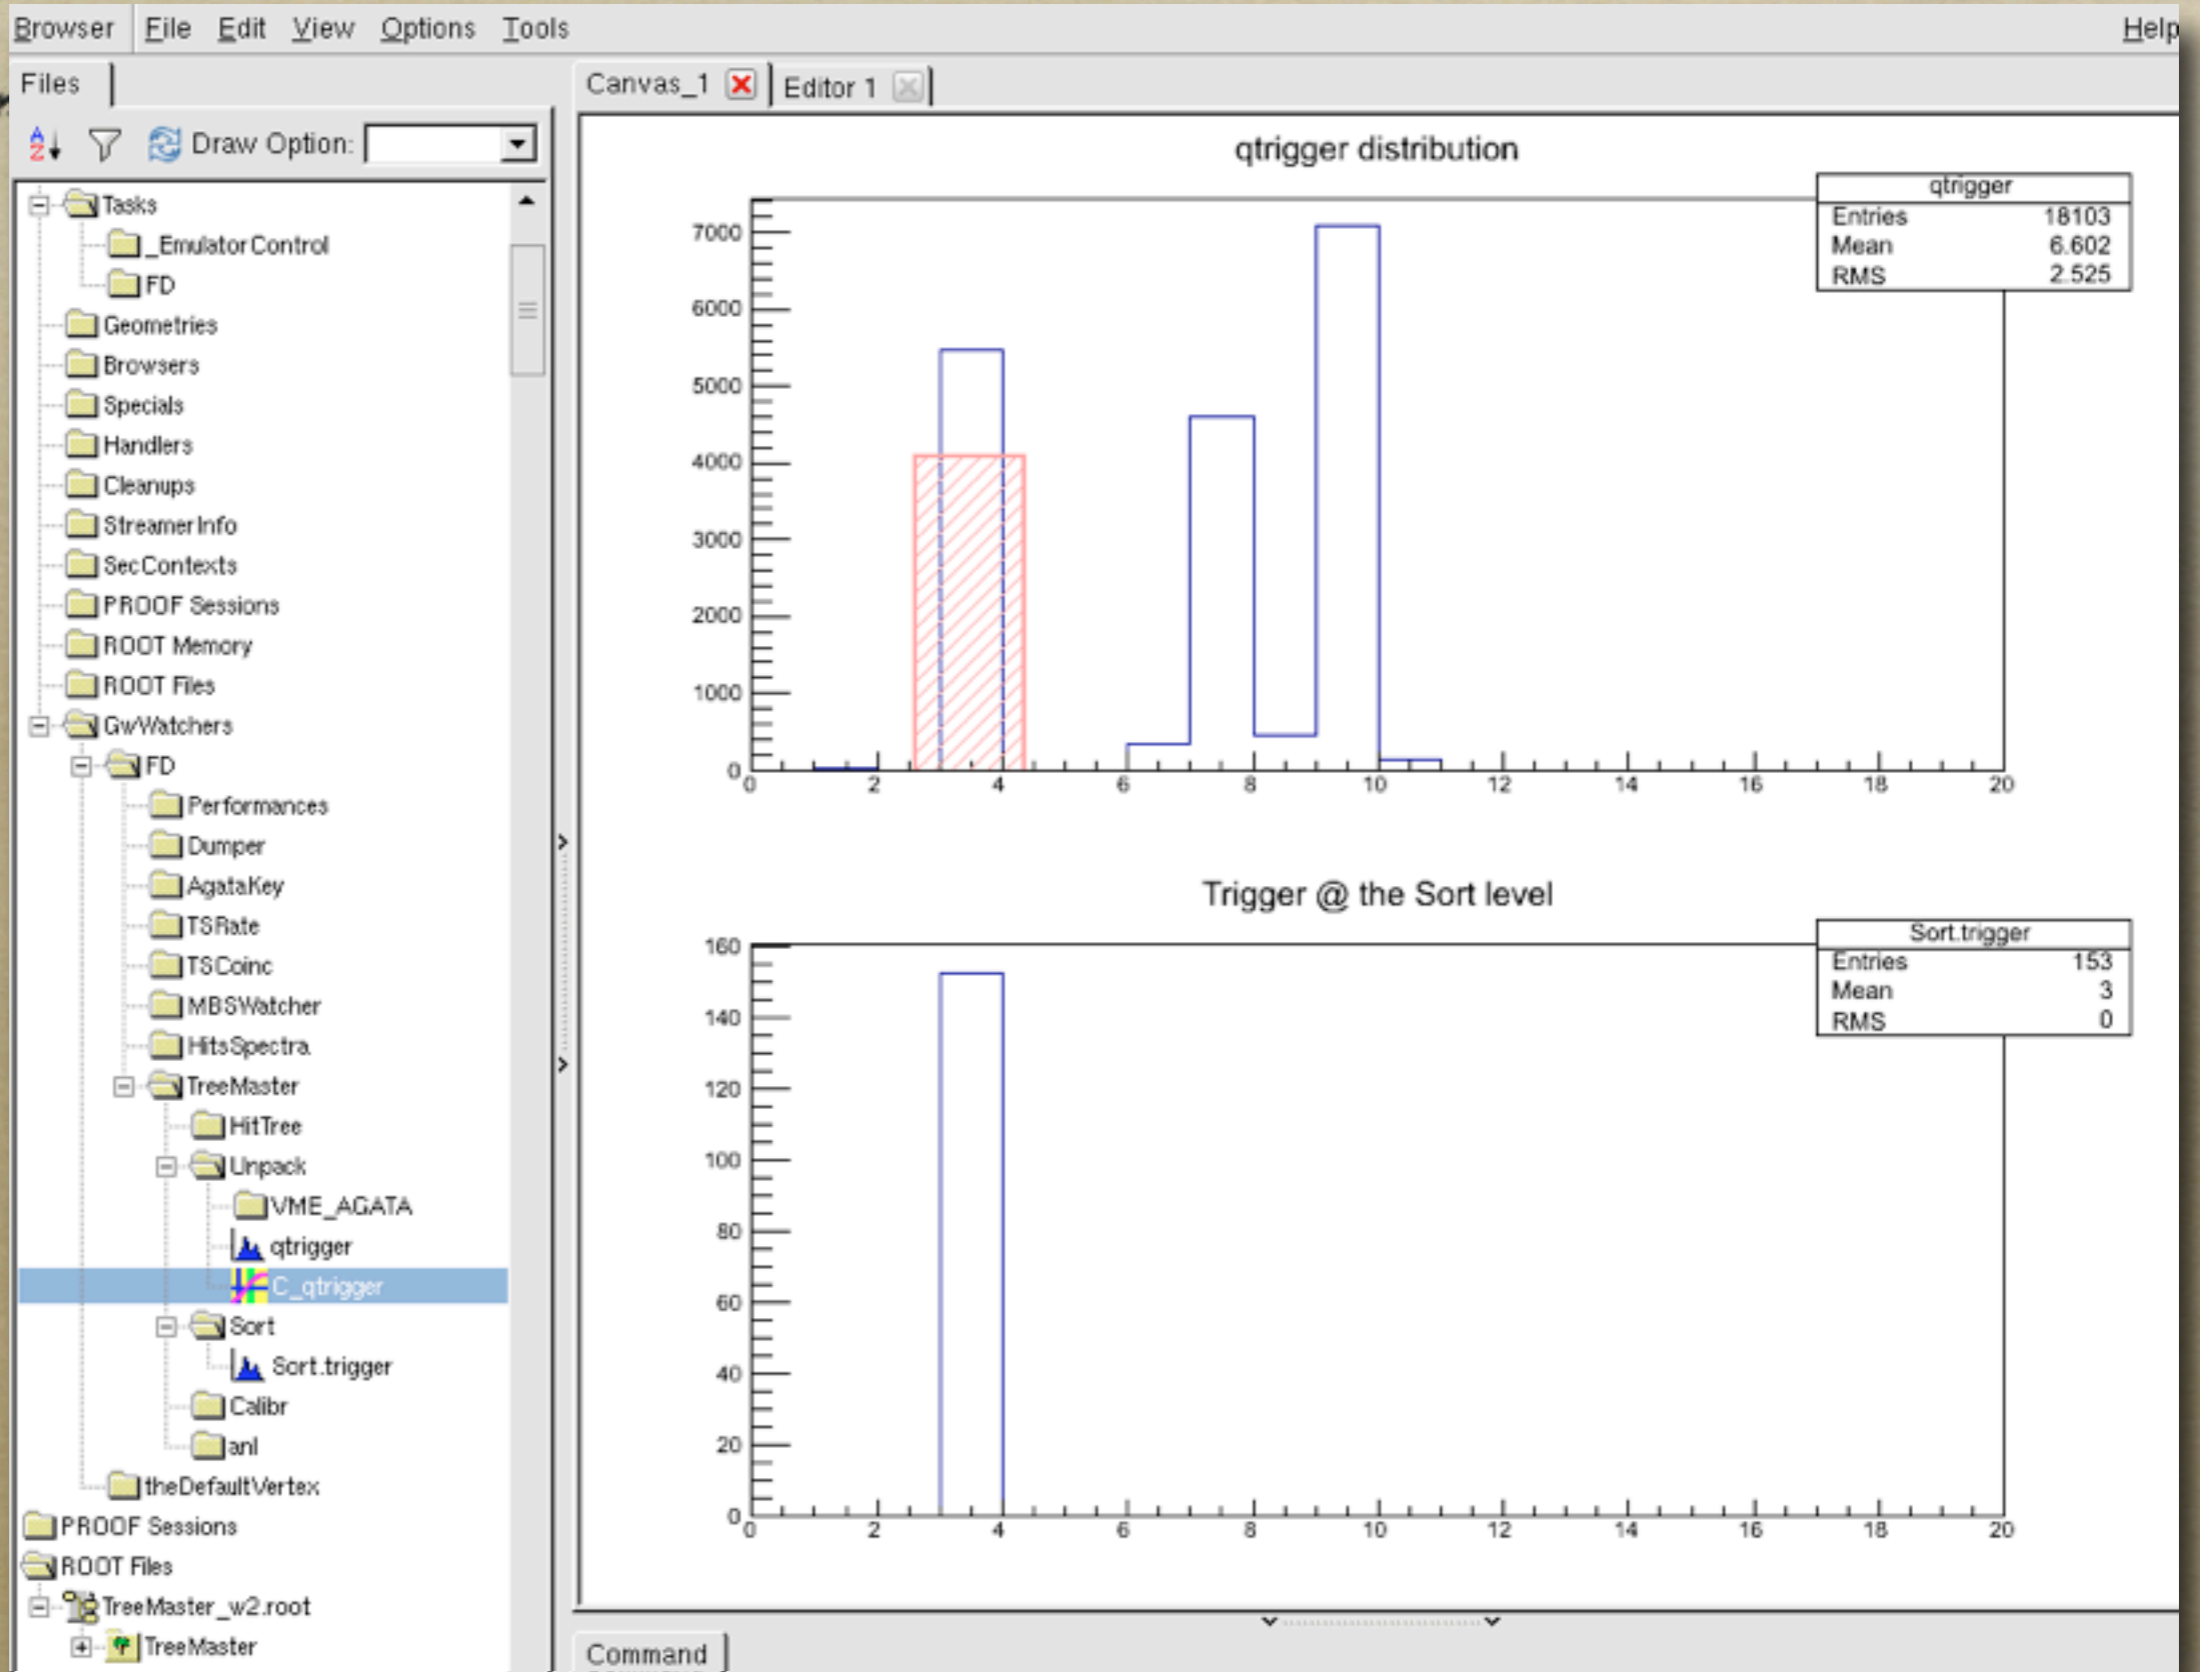 Browser File Edit View Options Tools Help
Files
Canvas_1 Editor 1
Draw Option:
Tasks
_EmulatorControl
FD
Geometries
Browsers
Specials
Handlers
Cleanups
StreamerInfo
SecContexts
PROOF Sessions
ROOT Memory
ROOT Files
GwWatchers
FD
Performances
Dumper
AgataKey
TSRate
TSCoinc
MBSWatcher
HitsSpectra
TreeMaster
HitTree
Unpack
VME_AGATA
qtrigger
C_qtrigger
Sort
Sort.trigger
Calibr
anl
theDefaultVertex
PROOF Sessions
ROOT Files
TreeMaster_w2.root
TreeMaster
qtrigger distribution
qtrigger
Entries 18103
Mean 6.602
RMS 2.525
7000
6000
5000
4000
3000
2000
1000
0
0 2 4 6 8 10 12 14 16 18 20
Trigger @ the Sort level
Sort.trigger
Entries 153
Mean 3
RMS 0
160
140
120
100
80
60
40
20
0
0 2 4 6 8 10 12 14 16 18 20
Command